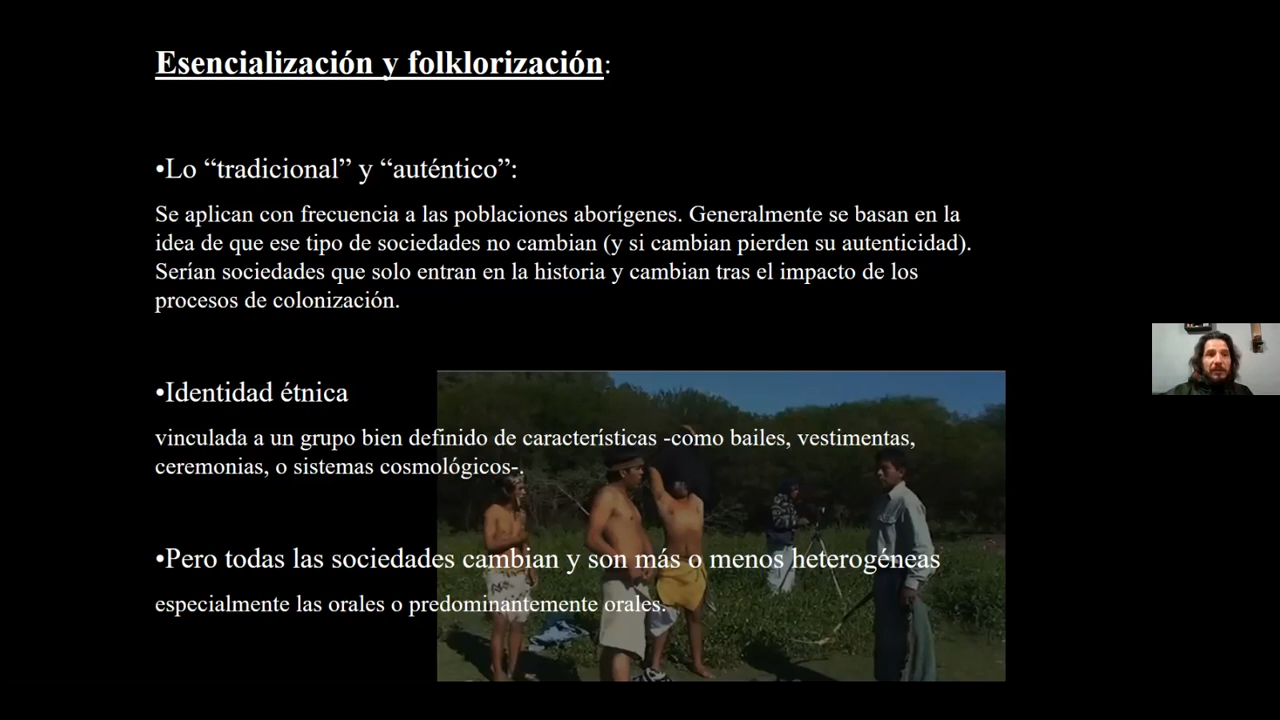 Esencialización y folklorización:
•Lo “tradicional” y “auténtico”:
Se aplican con frecuencia a las poblaciones aborígenes. Generalmente se basan en la
idea de que ese tipo de sociedades no cambian (y si cambian pierden su autenticidad).
Serían sociedades que solo entran en la historia y cambian tras el impacto de los
procesos de colonización.
•Identidad étnica
vinculada a un grupo bien definido de características -como bailes, vestimentas,
ceremonias, o sistemas cosmológicos-.
•Pero todas las sociedades cambian y son más o menos heterogéneas
especialmente las orales o predominantemente orales.